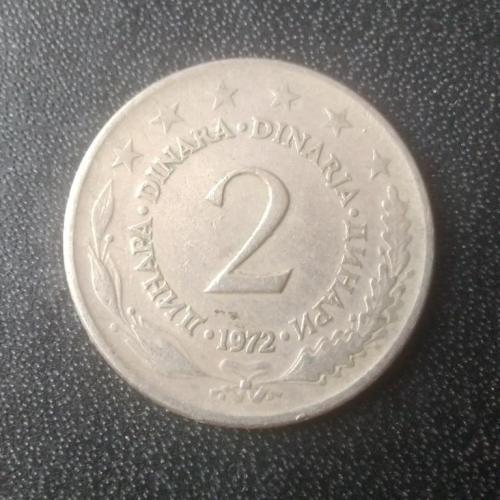 ДИНАРА · DINARA · DINARJA · ДИНАРИ ·
2
1972